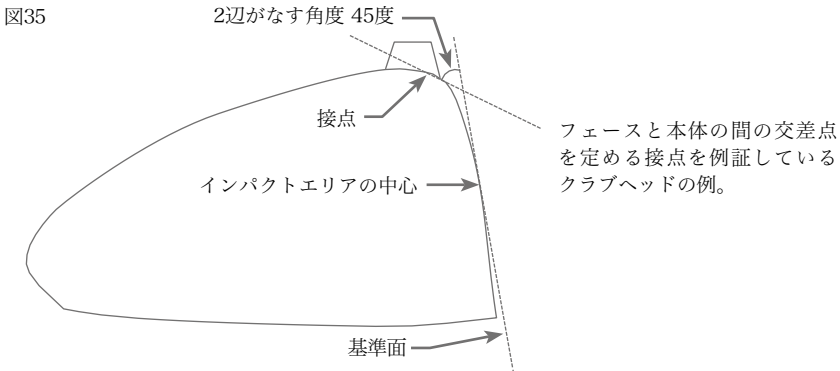 図35
2辺がなす角度 45度
接点
フェースと本体の間の交差点
を定める接点を例証している
クラブヘッドの例。
インパクトエリアの中心
基準面